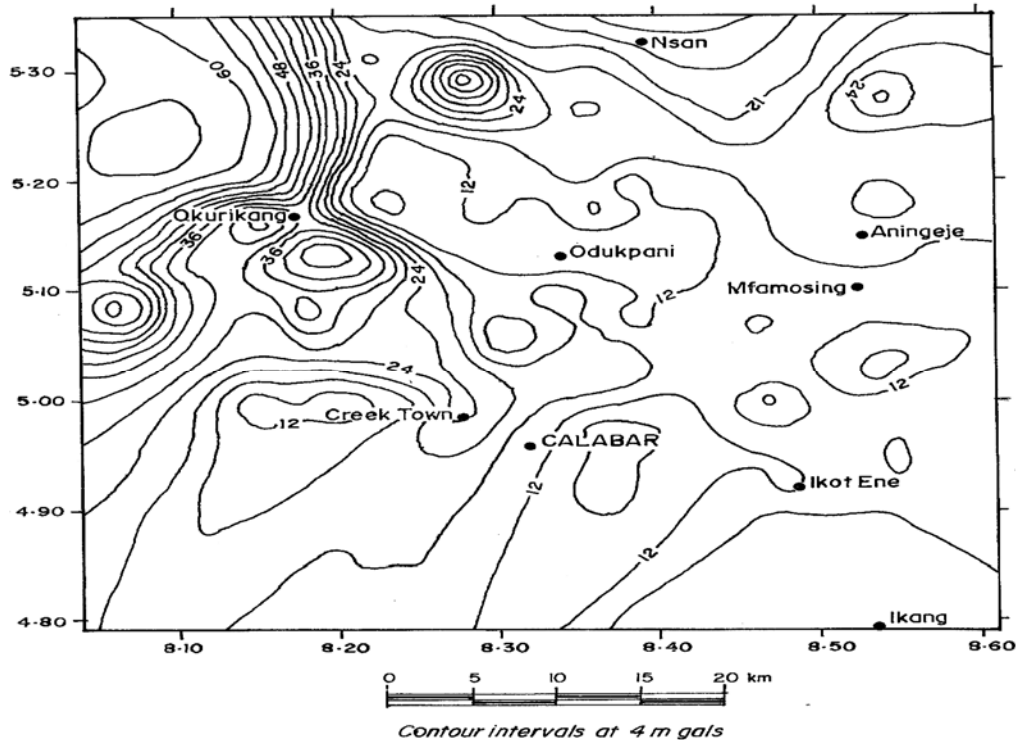 Nsan
5·30
60
48
36
24
24
12
24
5·20
12
Okurikang
36
36
Odukpani
Aningeje
24
5·10
Mfamosing
12
5·00
24
12
Creek Town
12
CALABAR
12
Ikot Ene
4·90
12
Ikang
4·80
8·10 8·20 8·30 8·40 8·50 8·60
0 5 10 15 20 km
Contour intervals at 4 m gals